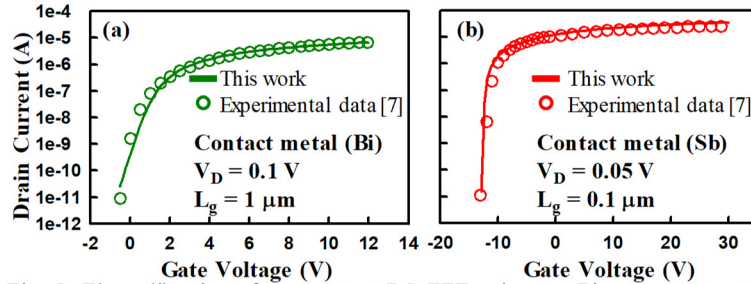 Drain Current (A)
1e-4
1e-5
1e-6
1e-7
1e-8
1e-9
1e-10
1e-11
1e-12
(a)
This work
Experimental data [7]
Contact metal (Bi)
V_D = 0.1 V
L_g = 1 μm
-2 0 2 4 6 8 10 12 14
Gate Voltage (V)
(b)
This work
Experimental data [7]
Contact metal (Sb)
V_D = 0.05 V
L_g = 0.1 μm
-20 -10 0 10 20 30
Gate Voltage (V)